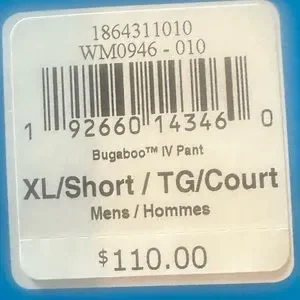 1864311010
WM0946 - 010
1 92660 14346 0
Bugaboo™ IV Pant
XL/Short / TG/Court
Mens / Hommes
$110.00